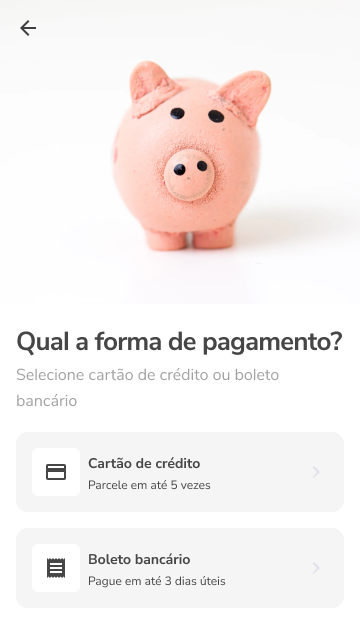 Qual a forma de pagamento?
Selecione cartão de crédito ou boleto
bancário
Cartão de crédito
Parcele em até 5 vezes
Boleto bancário
Pague em até 3 dias úteis